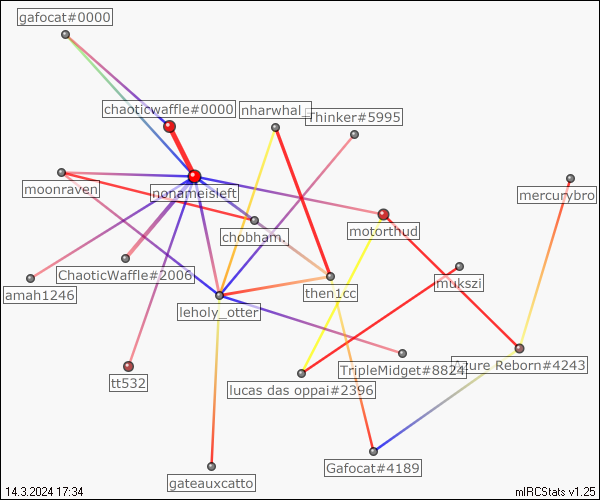 gafocat#0000
chaoticwaffle#0000
nharwhal_
Thinker#5995
moonraven
nonameisleft
mercurybro
chobham.
motorthud
ChaoticWaffle#2006
mukszi
amah1246
then1cc
leholy_otter
Azure Reborn#4243
TripleMidget#8824
tt532
lucas das oppai#2396
gateauxcatto
Gafocat#4189
14.3.2024 17:34
mIRCStats v1.25